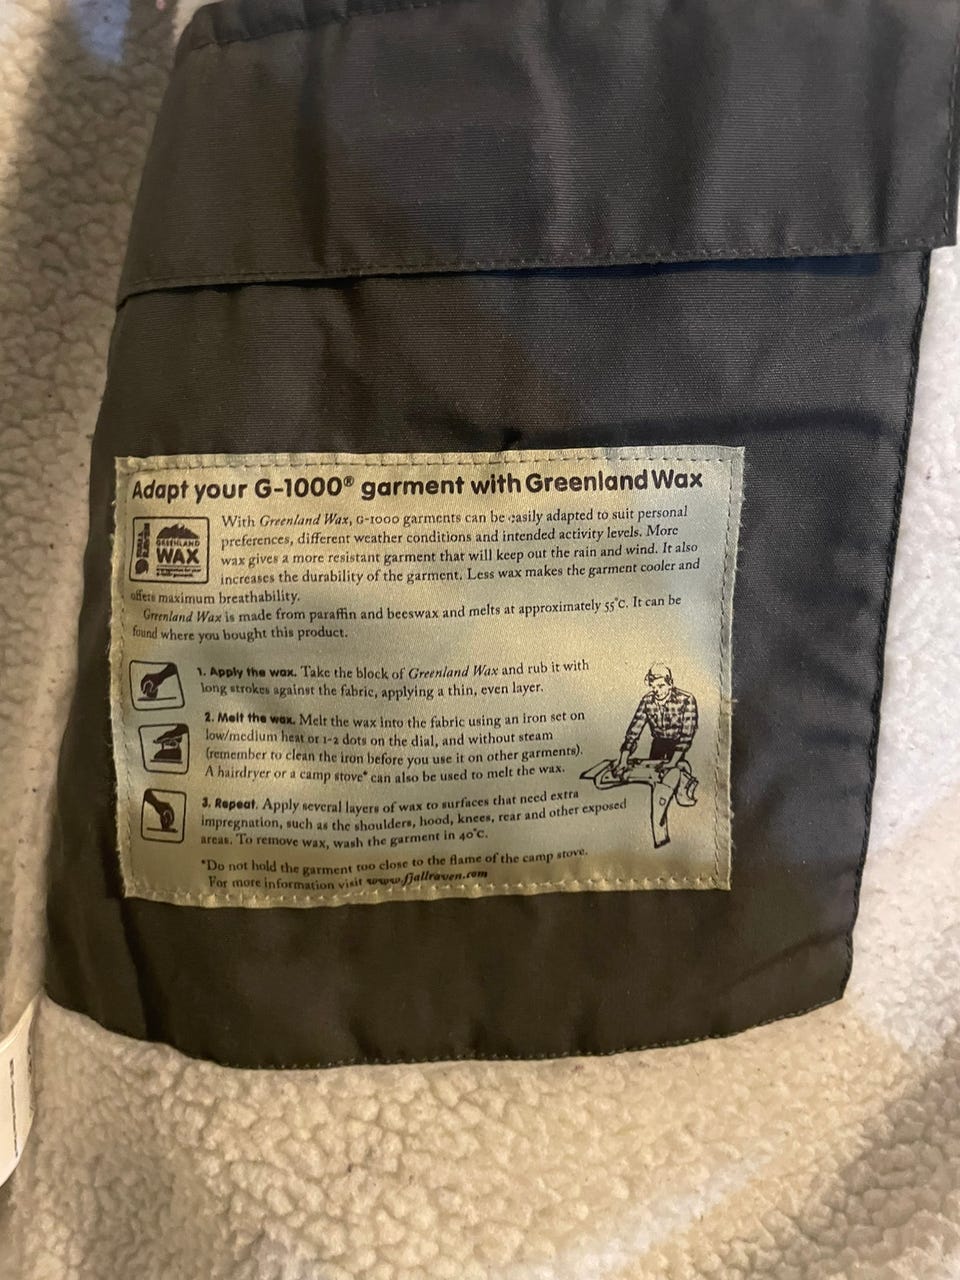 Adapt your G-1000® garment with Greenland Wax
GREENLAND
WAX
With Greenland Wax, G-1000 garments can be easily adapted to suit personal
preferences, different weather conditions and intended activity levels. More
wax gives a more resistant garment that will keep out the rain and wind. It also
increases the durability of the garment. Less wax makes the garment cooler and
offers maximum breathability.
Greenland Wax is made from paraffin and beeswax and melts at approximately 55°C. It can be
found where you bought this product.
1. Apply the wax. Take the block of Greenland Wax and rub it with
long strokes against the fabric, applying a thin, even layer.
2. Melt the wax. Melt the wax into the fabric using an iron set on
low/medium heat or 1-2 dots on the dial, and without steam
(remember to clean the iron before you use it on other garments).
A hairdryer or a camp stove* can also be used to melt the wax.
3. Repeat. Apply several layers of wax to surfaces that need extra
impregnation, such as the shoulders, hood, knees, rear and other exposed
areas. To remove wax, wash the garment in 40°C.
*Do not hold the garment too close to the flame of the camp stove.
For more information visit www.fjallraven.com